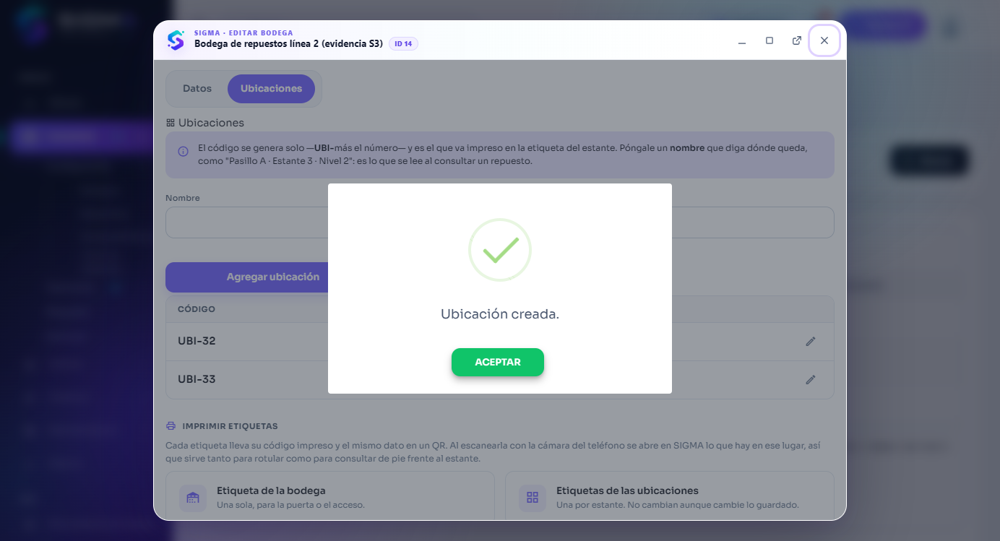 SIGMA · EDITAR BODEGA
Bodega de repuestos línea 2 (evidencia S3) ID 14
Datos
Ubicaciones
Ubicaciones
El código se genera solo —UBI-más el número— y es el que va impreso en la etiqueta del estante. Póngale un nombre que diga dónde queda,
como "Pasillo A · Estante 3 · Nivel 2": es lo que se lee al consultar un repuesto.
Nombre
Agregar ubicación
CÓDIGO
UBI-32
UBI-33
Ubicación creada.
ACEPTAR
IMPRIMIR ETIQUETAS
Cada etiqueta lleva su código impreso y el mismo dato en un QR. Al escanearla con la cámara del teléfono se abre en SIGMA lo que hay en ese lugar, así
que sirve tanto para rotular como para consultar de pie frente al estante.
Etiqueta de la bodega
Una sola, para la puerta o el acceso.
Etiquetas de las ubicaciones
Una por estante. No cambian aunque cambie lo guardado.